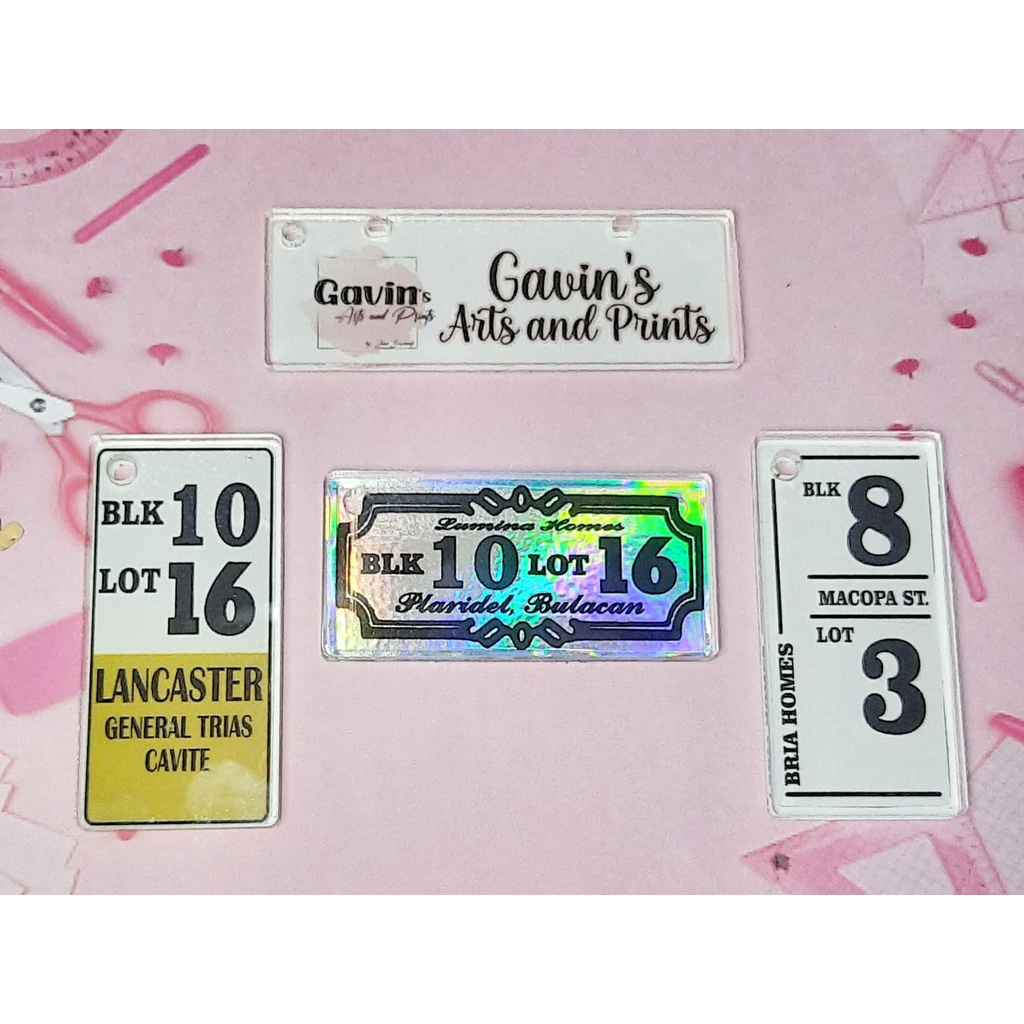 Gavin's
Arts and Prints
Gavin's
Arts and Prints
BLK 10
LOT 16
LANCASTER
GENERAL TRIAS
CAVITE
Lumina Homes
BLK 10 LOT 16
Plaridel, Bulacan
BLK 8
MACOPA ST.
LOT
3
BRIA HOMES